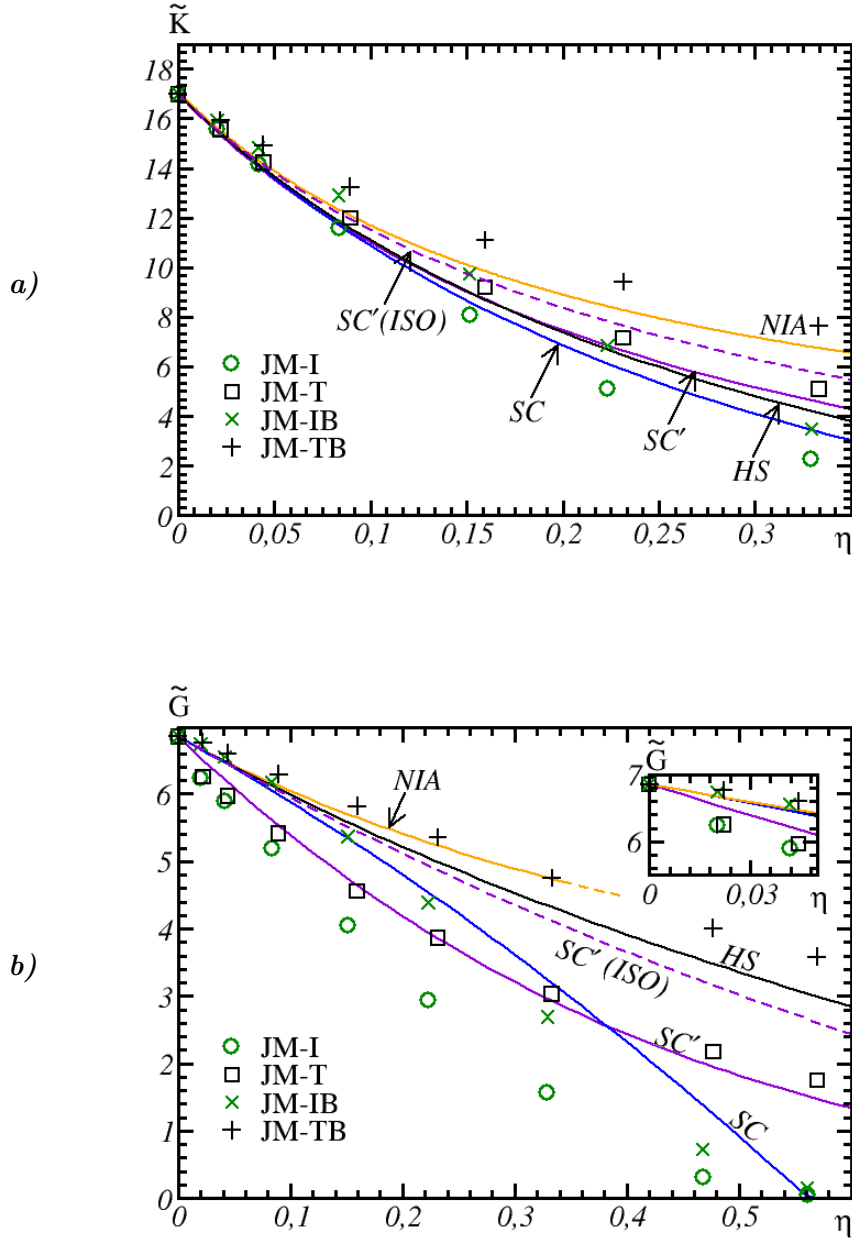 K̃
18
16
14
12
10
8
6
4
2
0
a)
SC′(ISO)
SC
SC′
HS
NIA
JM-I
JM-T
JM-IB
JM-TB
0 0,05 0,1 0,15 0,2 0,25 0,3 η
G̃
6
5
4
3
2
1
0
b)
NIA
HS
SC′ (ISO)
SC′
SC
JM-I
JM-T
JM-IB
JM-TB
7 G̃
6
0 0,03 η
0 0,1 0,2 0,3 0,4 0,5 η